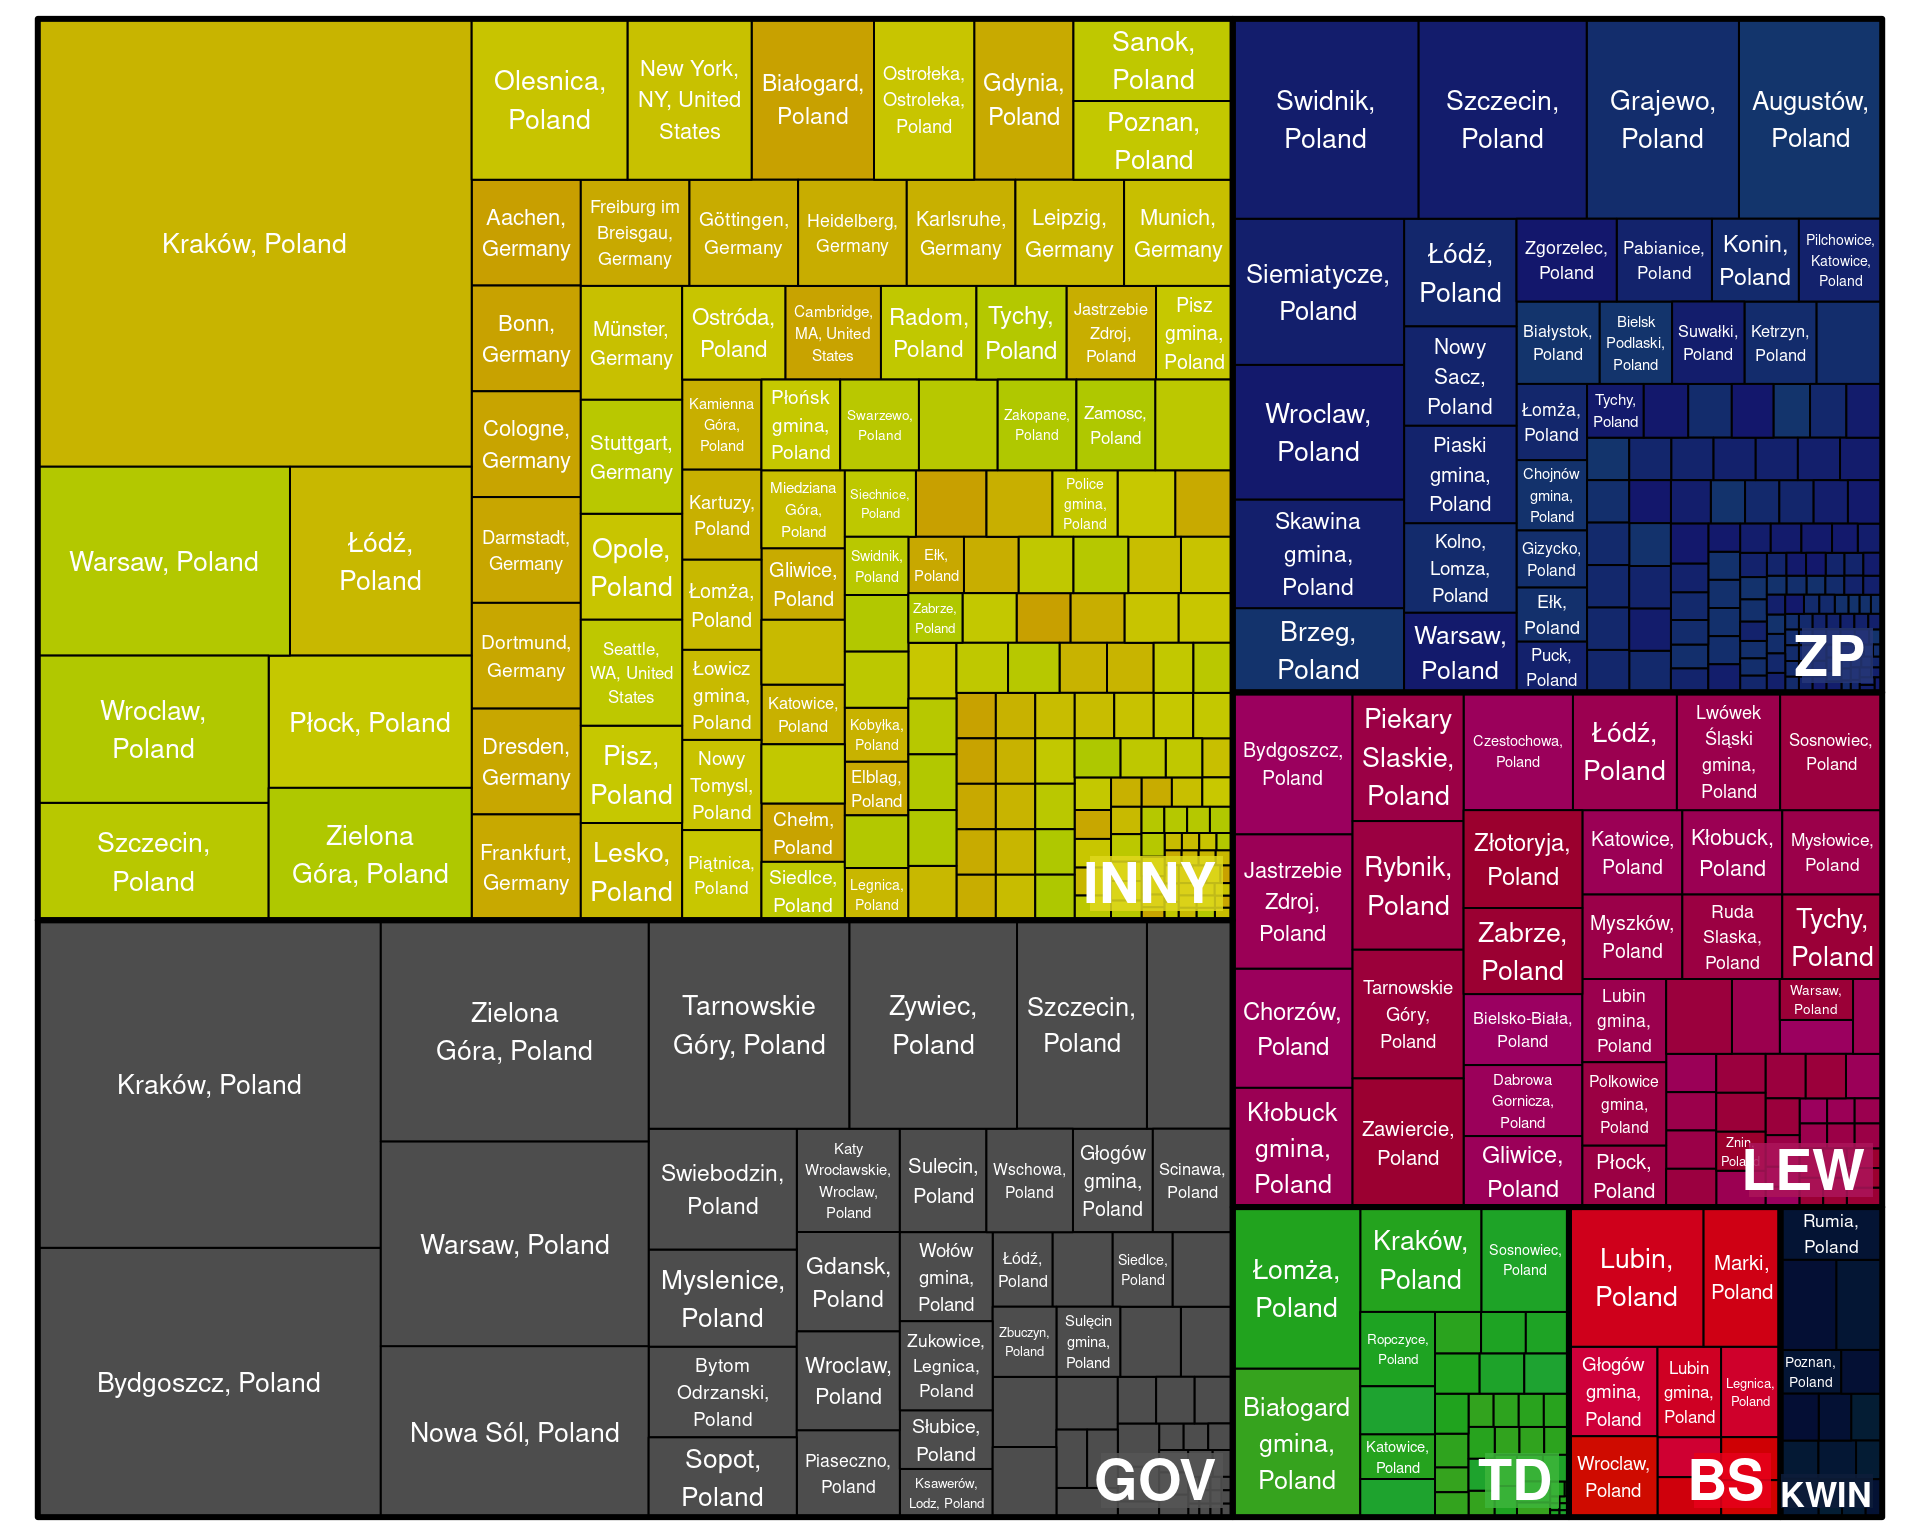 Kraków, Poland
Warsaw, Poland
Łódź,
Poland
Wroclaw,
Poland
Płock, Poland
Szczecin,
Poland
Zielona
Góra, Poland
Olesnica,
Poland
New York,
NY, United
States
Białogard,
Poland
Ostrołeka,
Ostroleka,
Poland
Gdynia,
Poland
Sanok,
Poland
Poznan,
Poland
Aachen,
Germany
Freiburg im
Breisgau,
Germany
Göttingen,
Germany
Heidelberg,
Germany
Karlsruhe,
Germany
Leipzig,
Germany
Munich,
Germany
Bonn,
Germany
Cologne,
Germany
Darmstadt,
Germany
Dortmund,
Germany
Dresden,
Germany
Frankfurt,
Germany
Münster,
Germany
Stuttgart,
Germany
Opole,
Poland
Seattle,
WA, United
States
Pisz,
Poland
Lesko,
Poland
Ostróda,
Poland
Cambridge,
MA, United
States
Radom,
Poland
Tychy,
Poland
Jastrzebie
Zdroj,
Poland
Pisz
gmina,
Poland
Kamienna
Góra,
Poland
Kartuzy,
Poland
Łomża,
Poland
Łowicz
gmina,
Poland
Nowy
Tomysl,
Poland
Piątnica,
Poland
Płońsk
gmina,
Poland
Swarzewo,
Poland
Zakopane,
Poland
Zamosc,
Poland
Miedziana
Góra,
Poland
Gliwice,
Poland
Katowice,
Poland
Chełm,
Poland
Siedlce,
Poland
Siechnice,
Poland
Police
gmina,
Poland
Swidnik,
Poland
Ełk,
Poland
Zabrze,
Poland
Kobyłka,
Poland
Elblag,
Poland
Legnica,
Poland
INNY
Kraków, Poland
Bydgoszcz, Poland
Zielona
Góra, Poland
Warsaw, Poland
Nowa Sól, Poland
Tarnowskie
Góry, Poland
Zywiec,
Poland
Szczecin,
Poland
Swiebodzin,
Poland
Myslenice,
Poland
Bytom
Odrzanski,
Poland
Sopot,
Poland
Katy
Wrocławskie,
Wroclaw,
Poland
Gdansk,
Poland
Wroclaw,
Poland
Piaseczno,
Poland
Sulecin,
Poland
Wschowa,
Poland
Głogów
gmina,
Poland
Scinawa,
Poland
Wołów
gmina,
Poland
Zukowice,
Legnica,
Poland
Słubice,
Poland
Ksawerów,
Lodz, Poland
Łódź,
Poland
Siedlce,
Poland
Zbuczyn,
Poland
Sulęcin
gmina,
Poland
GOV
Swidnik,
Poland
Szczecin,
Poland
Grajewo,
Poland
Augustów,
Poland
Siemiatycze,
Poland
Wroclaw,
Poland
Skawina
gmina,
Poland
Brzeg,
Poland
Łódź,
Poland
Nowy
Sacz,
Poland
Piaski
gmina,
Poland
Kolno,
Lomza,
Poland
Warsaw,
Poland
Zgorzelec,
Poland
Pabianice,
Poland
Konin,
Poland
Pilchowice,
Katowice,
Poland
Białystok,
Poland
Bielsk
Podlaski,
Poland
Suwałki,
Poland
Ketrzyn,
Poland
Łomża,
Poland
Tychy,
Poland
Chojnów
gmina,
Poland
Gizycko,
Poland
Ełk,
Poland
Puck,
Poland
ZP
Bydgoszcz,
Poland
Jastrzebie
Zdroj,
Poland
Chorzów,
Poland
Kłobuck
gmina,
Poland
Piekary
Slaskie,
Poland
Rybnik,
Poland
Tarnowskie
Góry,
Poland
Zawiercie,
Poland
Czestochowa,
Poland
Łódź,
Poland
Lwówek
Śląski
gmina,
Poland
Sosnowiec,
Poland
Złotoryja,
Poland
Zabrze,
Poland
Bielsko-Biała,
Poland
Dabrowa
Gornicza,
Poland
Gliwice,
Poland
Katowice,
Poland
Kłobuck,
Poland
Mysłowice,
Poland
Myszków,
Poland
Ruda
Slaska,
Poland
Tychy,
Poland
Lubin
gmina,
Poland
Polkowice
gmina,
Poland
Płock,
Poland
Warsaw,
Poland
Znin,
Poland
LEW
Łomża,
Poland
Białogard
gmina,
Poland
Kraków,
Poland
Sosnowiec,
Poland
Ropczyce,
Poland
Katowice,
Poland
TD
Lubin,
Poland
Marki,
Poland
Głogów
gmina,
Poland
Lubin
gmina,
Poland
Legnica,
Poland
Wroclaw,
Poland
BS
Rumia,
Poland
Poznan,
Poland
KWIN